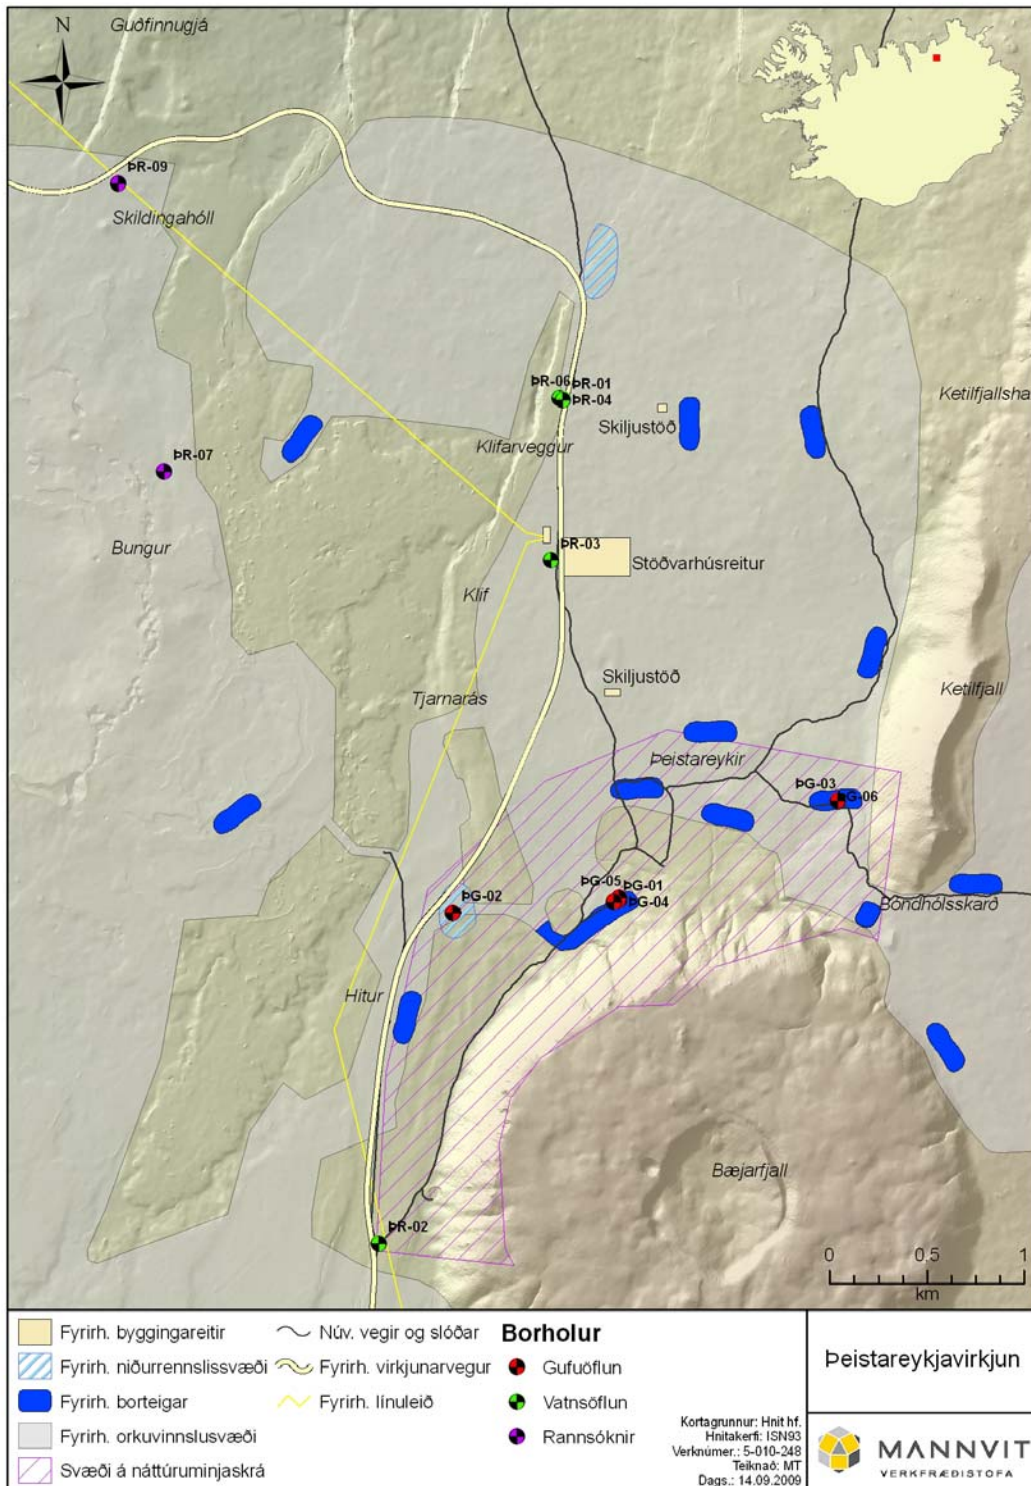 Guðfinnugjá
N
ÞR-09
Skildingahóll
ÞR-06
ÞR-01
ÞR-04
Ketilfjallsha
Skiljustöð
Klifarveggur
ÞR-07
Bungur
ÞR-03
Stöðvarhúsreitur
Klif
Skiljustöð
Ketilfjall
Tjarnarás
Þeistareykir
ÞG-03
G-06
ÞG-05
ÞG-01
ÞG-02
ÞG-04
Bóndhólsskarð
Hitur
Bæjarfjall
ÞR-02
0 0,5 1
km
Fyrirh. byggingareitir
Fyrirh. niðurrennslissvæði
Fyrirh. borteigar
Fyrirh. orkuvinnslusvæði
Svæði á náttúruminjaskrá
Núv. vegir og slóðar
Fyrirh. virkjunarvegur
Fyrirh. línuleið
Borholur
Gufuöflun
Vatnsöflun
Rannsóknir
Kortagrunnur: Hnit hf.
Hnitakerfi: ISN93
Verknúmer.: 5-010-248
Teiknað: MT
Dags.: 14.09.2009
Þeistareykjavirkjun
MANNVIT
VERKFRÆÐISTOFA